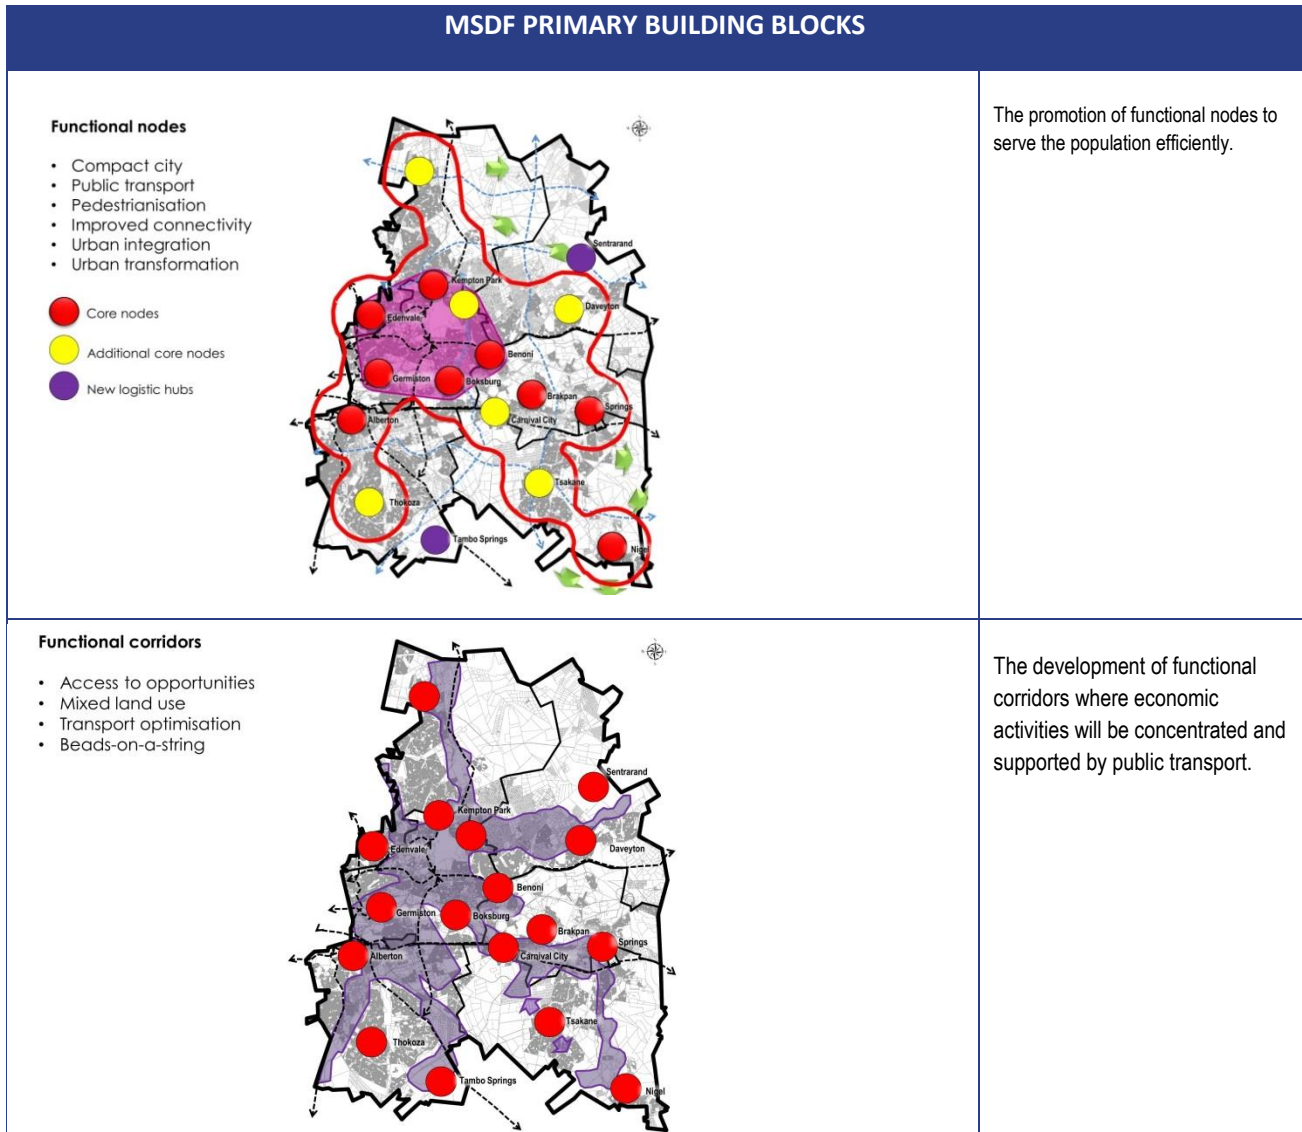 MSDF PRIMARY BUILDING BLOCKS
Functional nodes
• Compact city
• Public transport
• Pedestrianisation
• Improved connectivity
• Urban integration
• Urban transformation
Core nodes
Additional core nodes
New logistic hubs
Sentrarand
Kempton Park
Daveyton
Edenvale
Benoni
Germiston
Boksburg
Brakpan
Springs
Alberton
Carnival City
Tsakane
Thokoza
Tambo Springs
Nigel
The promotion of functional nodes to
serve the population efficiently.
Functional corridors
• Access to opportunities
• Mixed land use
• Transport optimisation
• Beads-on-a-string
Sentrarand
Kempton Park
Edenvale
Daveyton
Benoni
Germiston
Boksburg
Brakpan
Springs
Alberton
Carnival City
Tsakane
Thokoza
Tambo Springs
Nigel
The development of functional
corridors where economic
activities will be concentrated and
supported by public transport.